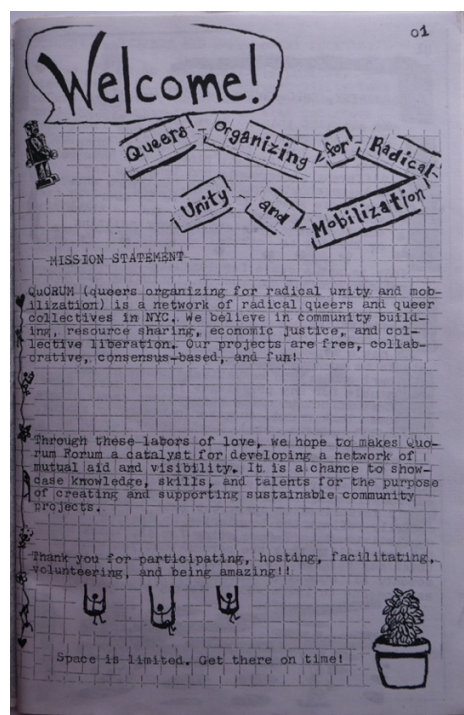 01
Welcome!
Queers organizing for Radical
Unity and Mobilization
MISSION STATEMENT
QuORUM (queers organizing for radical unity and mob-
ilization) is a network of radical queers and queer
collectives in NYC. We believe in community build-
ing, resource sharing, economic justice, and col-
lective liberation. Our projects are free, collab-
orative, consensus-based, and fun!
Through these labors of love, we hope to makes Quo-
rum Forum a catalyst for developing a network of
mutual aid and visibility. It is a chance to show-
case knowledge, skills, and talents for the purpose
of creating and supporting sustainable community
projects.
Thank you for participating, hosting, facilitating,
volunteering, and being amazing!!
Space is limited. Get there on time!